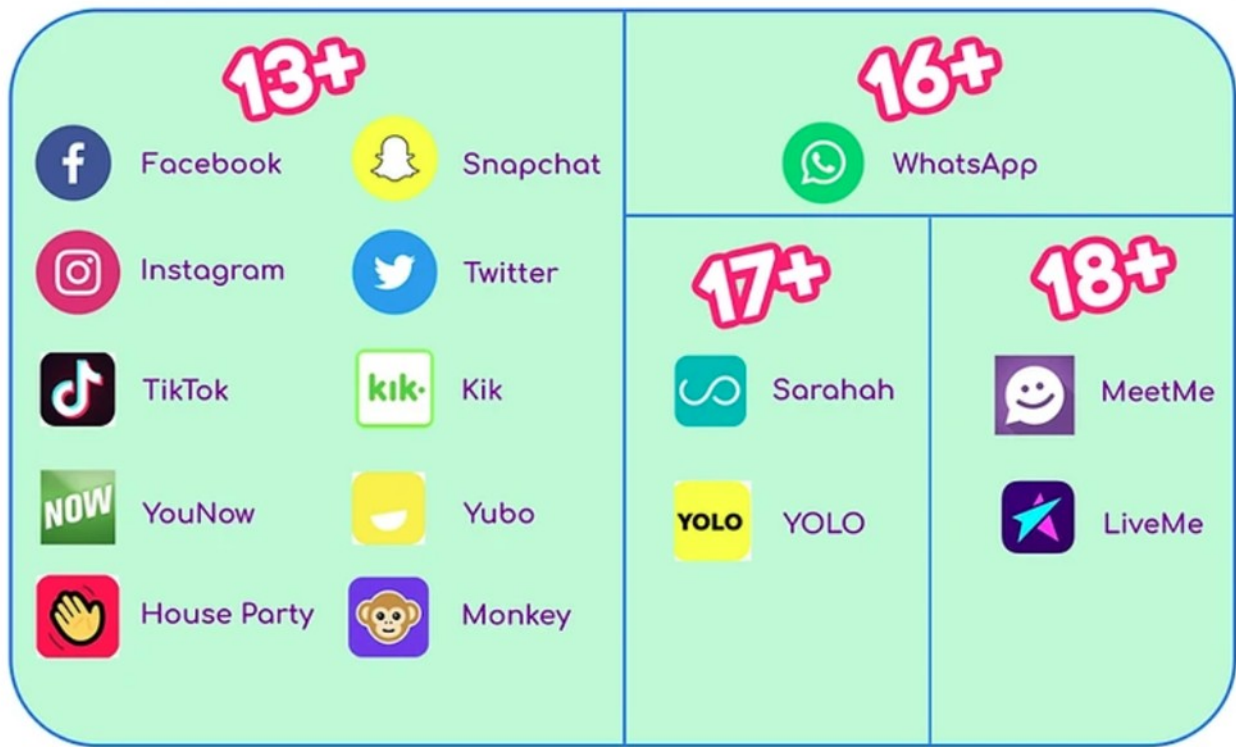 13+
Facebook
Snapchat
Instagram
Twitter
TikTok
kik.
Kik
NOW
YouNow
Yubo
House Party
Monkey
16+
WhatsApp
17+
Sarahah
YOLO
YOLO
18+
MeetMe
LiveMe